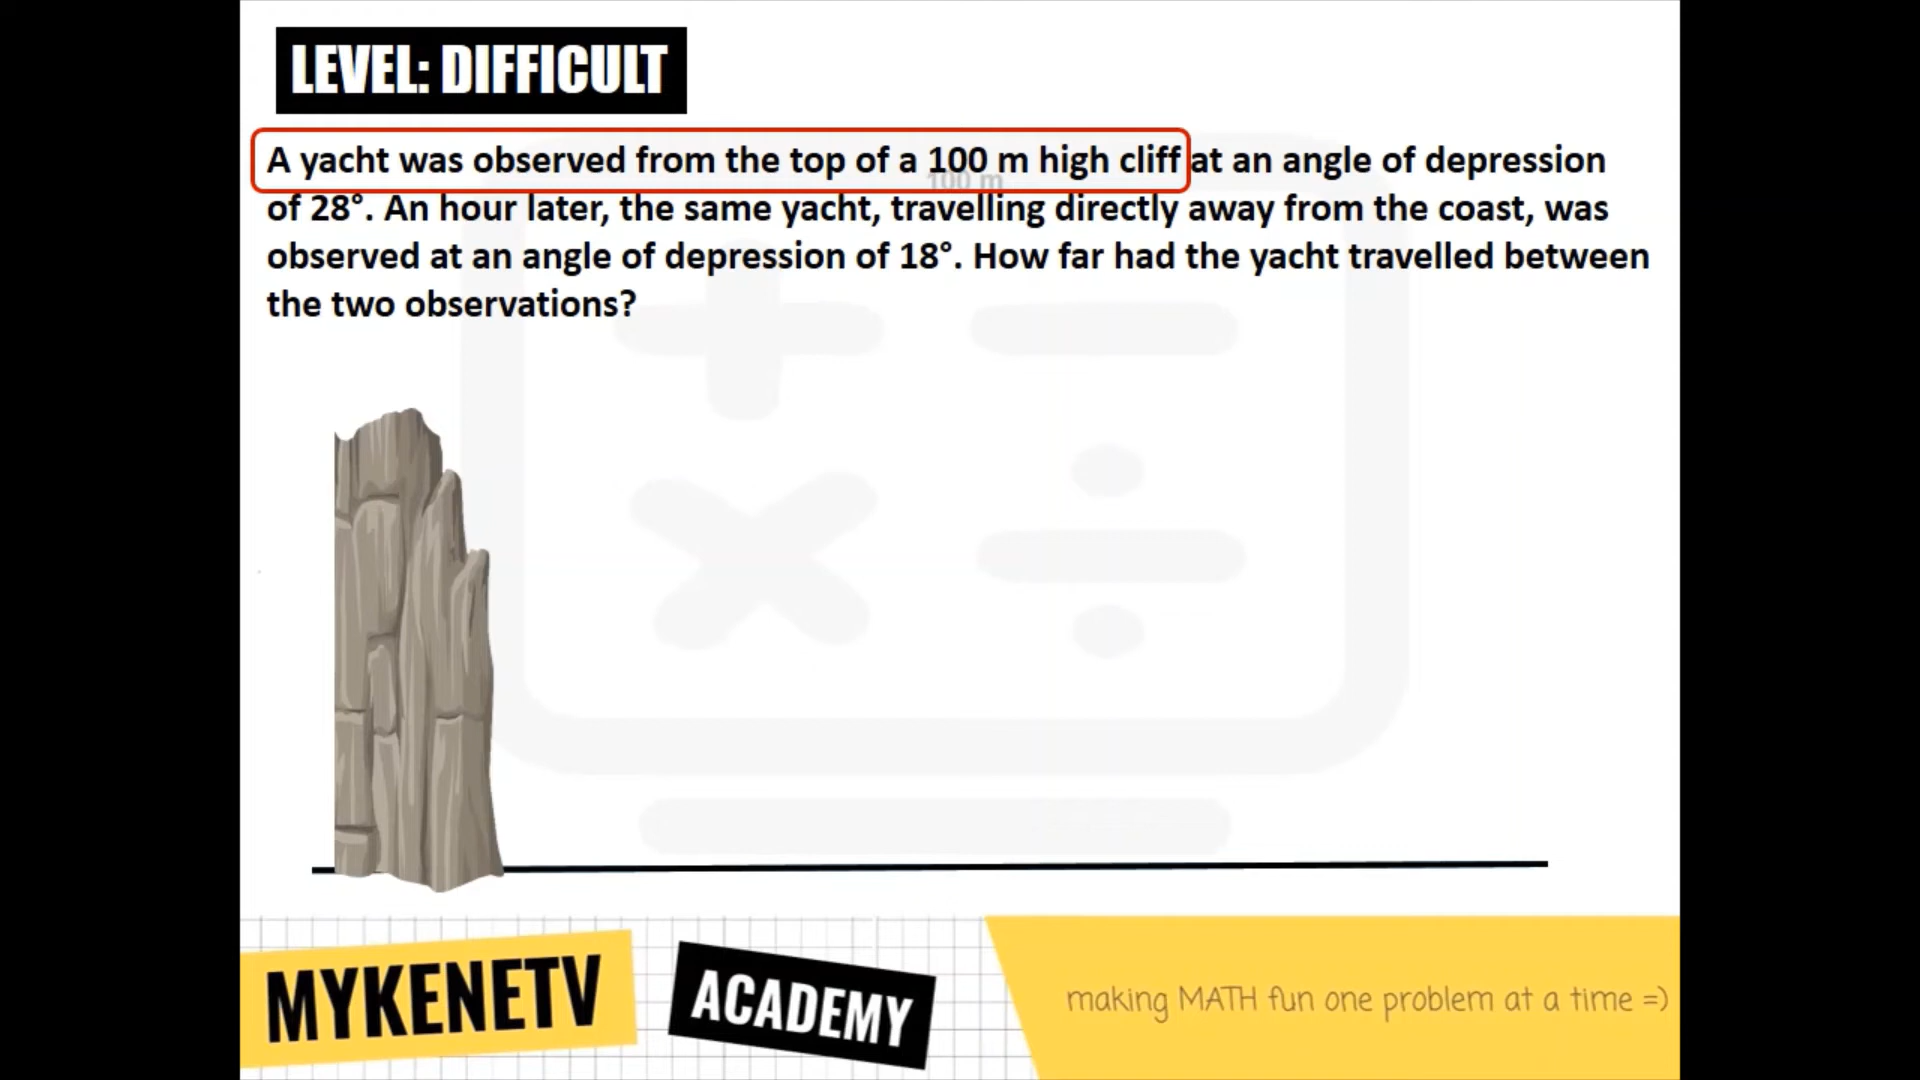 LEVEL: DIFFICULT
A yacht was observed from the top of a 100 m high cliff at an angle of depression
100 m
of 28°. An hour later, the same yacht, travelling directly away from the coast, was
observed at an angle of depression of 18°. How far had the yacht travelled between
the two observations?
MYKENETV
ACADEMY
making MATH fun one problem at a time =)